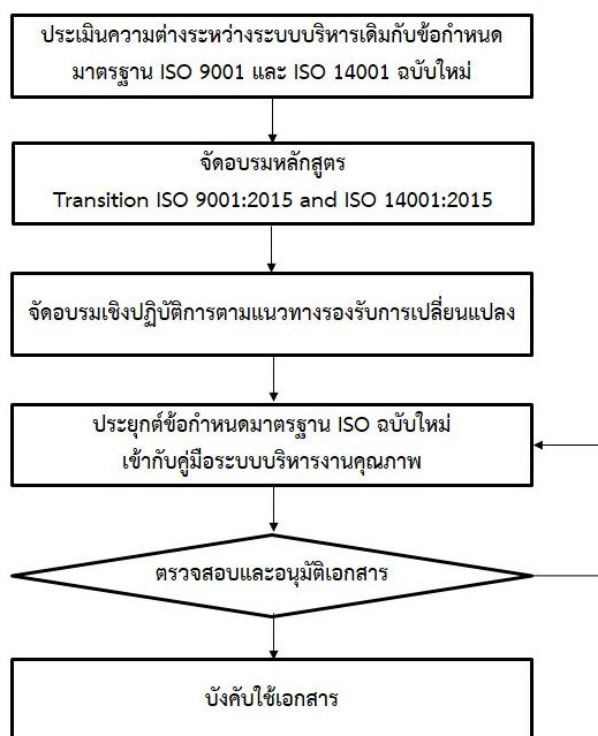 ประเมินความต่างระหว่างระบบบริหารเดิมกับข้อกำหนด
มาตรฐาน ISO 9001 และ ISO 14001 ฉบับใหม่
จัดอบรมหลักสูตร
Transition ISO 9001:2015 and ISO 14001:2015
จัดอบรมเชิงปฏิบัติการตามแนวทางรองรับการเปลี่ยนแปลง
ประยุกต์ข้อกำหนดมาตรฐาน ISO ฉบับใหม่
เข้ากับคู่มือระบบบริหารงานคุณภาพ
ตรวจสอบและอนุมัติเอกสาร
บังคับใช้เอกสาร